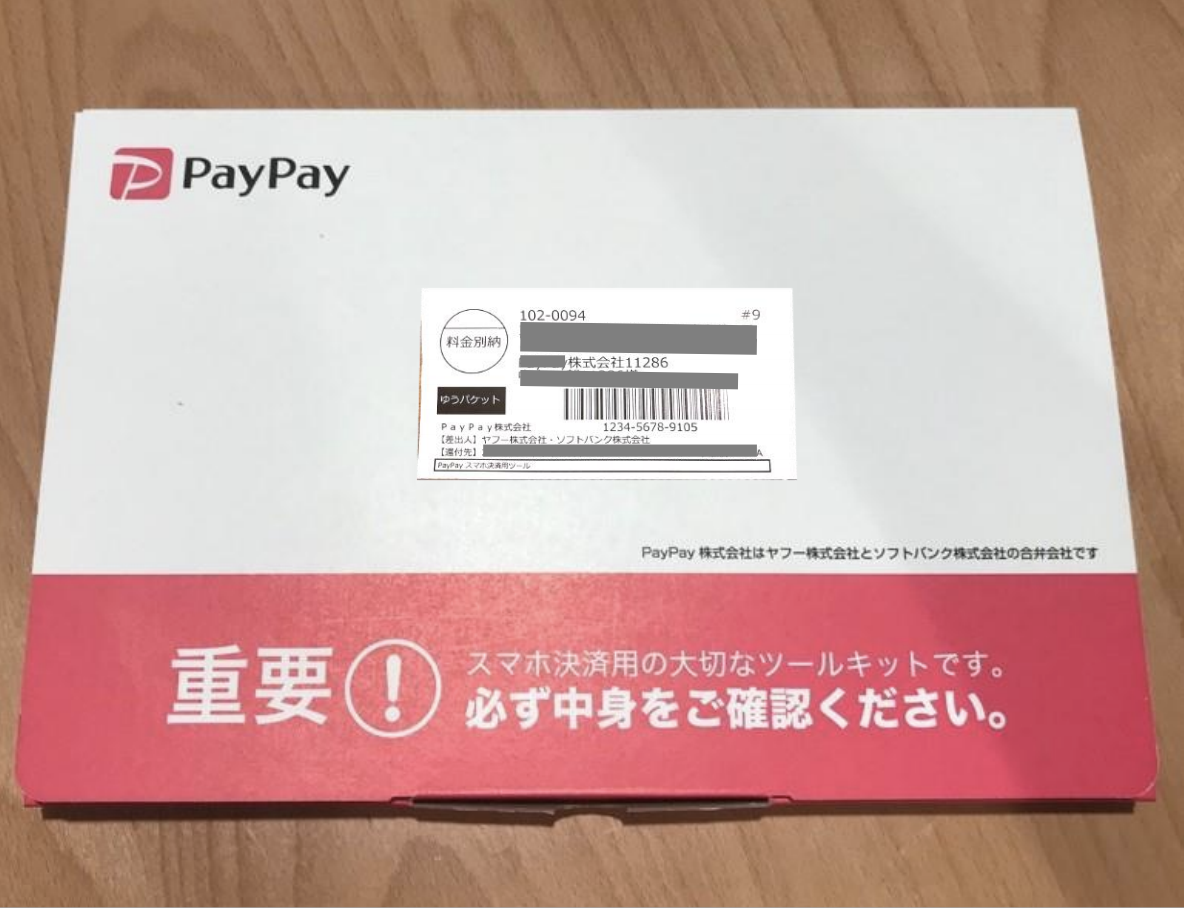 PayPay
102-0094 #9
料金別納
株式会社11286
ゆうパケット
1234-5678-9105
PayPay株式会社
【差出人】ヤフー株式会社・ソフトバンク株式会社
【還付先】 A
PayPay スマホ決済用ツール
PayPay 株式会社はヤフー株式会社とソフトバンク株式会社の合弁会社です
重要! スマホ決済用の大切なツールキットです。
必ず中身をご確認ください。